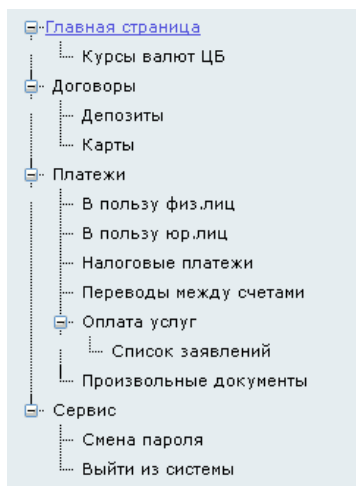 Главная страница
Курсы валют ЦБ
Договоры
Депозиты
Карты
Платежи
В пользу физ.лиц
В пользу юр.лиц
Налоговые платежи
Переводы между счетами
Оплата услуг
Список заявлений
Произвольные документы
Сервис
Смена пароля
Выйти из системы